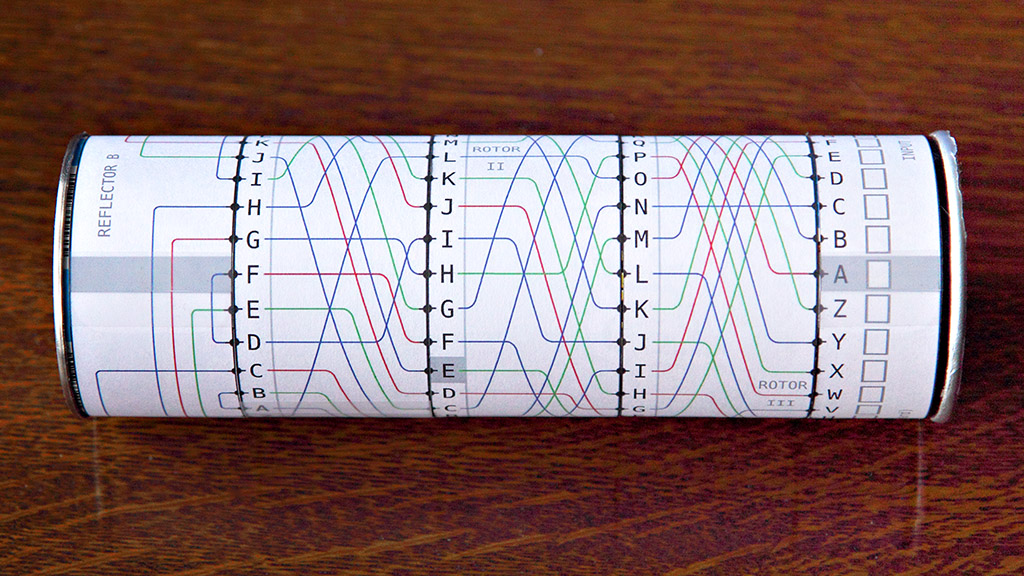 REFLECTOR B
K
J
I
H
G
F
E
D
C
B
A
M
L
K
J
I
H
G
F
E
D
C
ROTOR
II
Q
P
O
N
M
L
K
J
I
H
G
ROTOR
III
F
E
D
C
B
A
Z
Y
X
W
V
INPUT